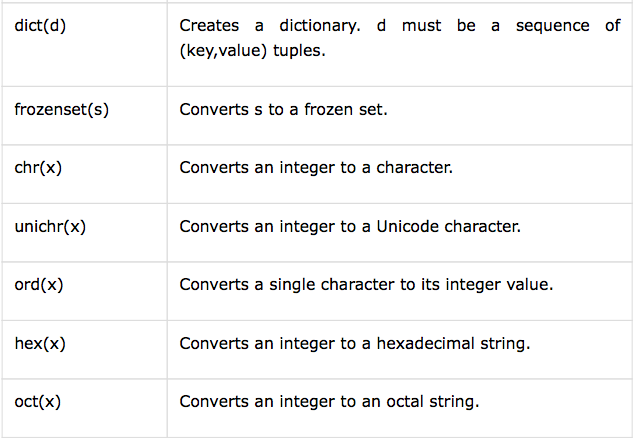 dict(d)
Creates a dictionary. d must be a sequence of
(key,value) tuples.
frozenset(s)
Converts s to a frozen set.
chr(x)
Converts an integer to a character.
unichr(x)
Converts an integer to a Unicode character.
ord(x)
Converts a single character to its integer value.
hex(x)
Converts an integer to a hexadecimal string.
oct(x)
Converts an integer to an octal string.